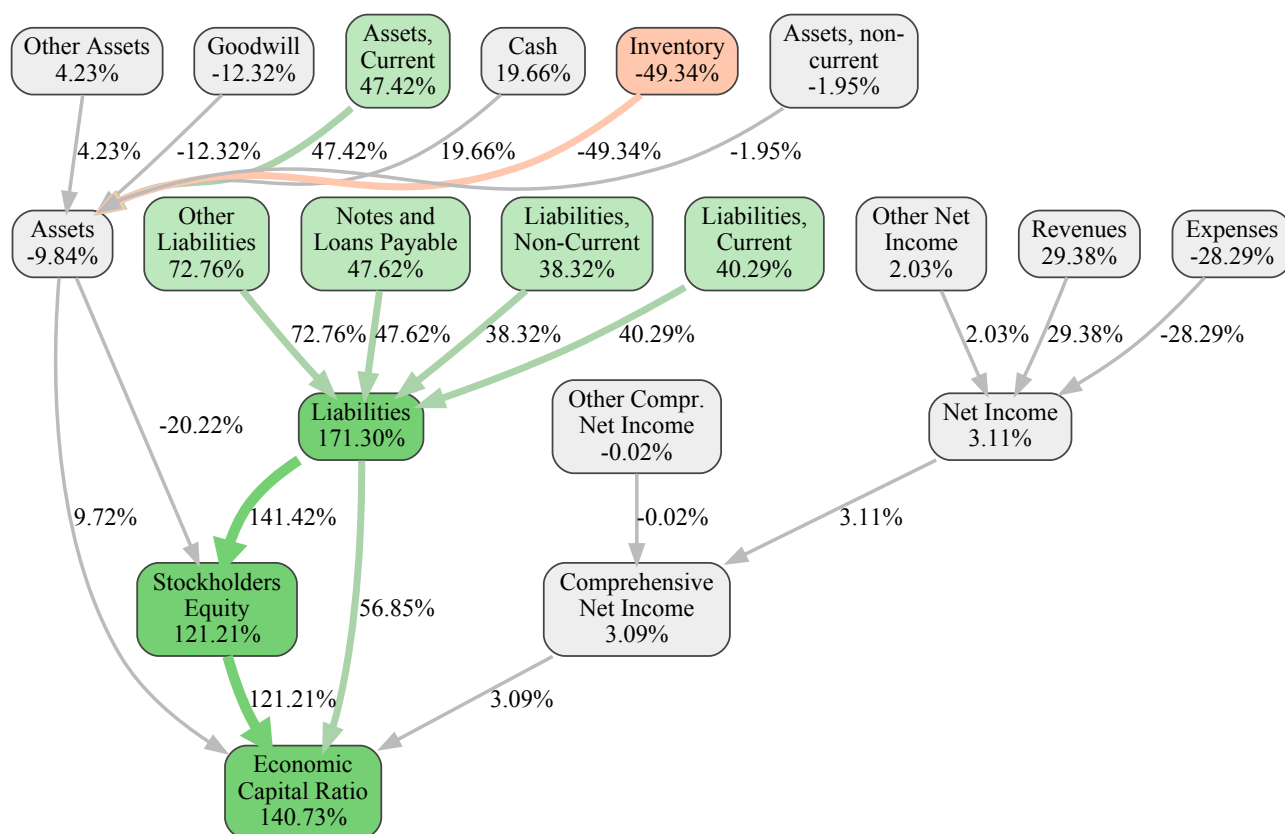 Other Assets
4.23%
Goodwill
-12.32%
Assets,
Current
47.42%
Cash
19.66%
Inventory
-49.34%
Assets, non-
current
-1.95%
4.23%
-12.32%
47.42%
19.66%
-49.34%
-1.95%
Assets
-9.84%
Other
Liabilities
72.76%
Notes and
Loans Payable
47.62%
Liabilities,
Non-Current
38.32%
Liabilities,
Current
40.29%
Other Net
Income
2.03%
Revenues
29.38%
Expenses
-28.29%
72.76%
47.62%
38.32%
40.29%
2.03%
29.38%
-28.29%
Liabilities
171.30%
Other Compr.
Net Income
-0.02%
Net Income
3.11%
-20.22%
9.72%
141.42%
-0.02%
3.11%
Stockholders
Equity
121.21%
56.85%
Comprehensive
Net Income
3.09%
121.21%
3.09%
Economic
Capital Ratio
140.73%